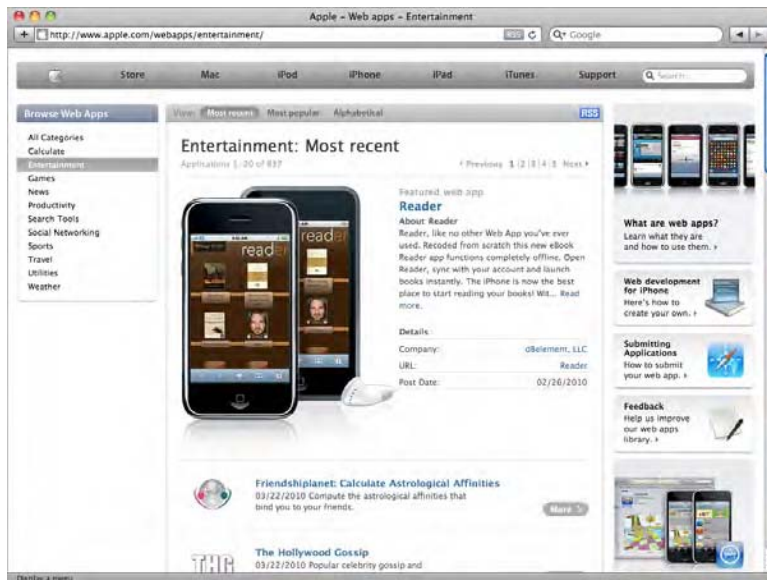 Apple – Web apps – Entertainment
http://www.apple.com/webapps/entertainment/
RSS
Google
Store Mac iPod iPhone iPad iTunes Support Search
Browse Web Apps
All Categories
Calculate
Entertainment
Games
News
Productivity
Search Tools
Social Networking
Sports
Travel
Utilities
Weather
View: Most recent Most popular Alphabetical RSS
Entertainment: Most recent
Applications 1-20 of 837
Previous 1 | 2 | 3 | 4 | 5 Next
reader
reader
Featured web app
Reader
About Reader
Reader, like no other Web App you've ever
used. Recoded from scratch this new eBook
Reader app functions completely offline. Open
Reader, sync with your account and launch
books instantly. The iPhone is now the best
place to start reading your books! Wit... Read
more.
Details
Company: dBelement, LLC
URL: Reader
Post Date: 02/26/2010
Friendshiplanet: Calculate Astrological Affinities
03/22/2010 Compute the astrological affinities that
bind you to your friends.
More
THG
The Hollywood Gossip
03/22/2010 Popular celebrity gossip and
What are web apps?
Learn what they are
and how to use them.
Web development
for iPhone
Here's how to
create your own.
Submitting
Applications
How to submit
your web app.
Feedback
Help us improve
our web apps
library.
Display a menu